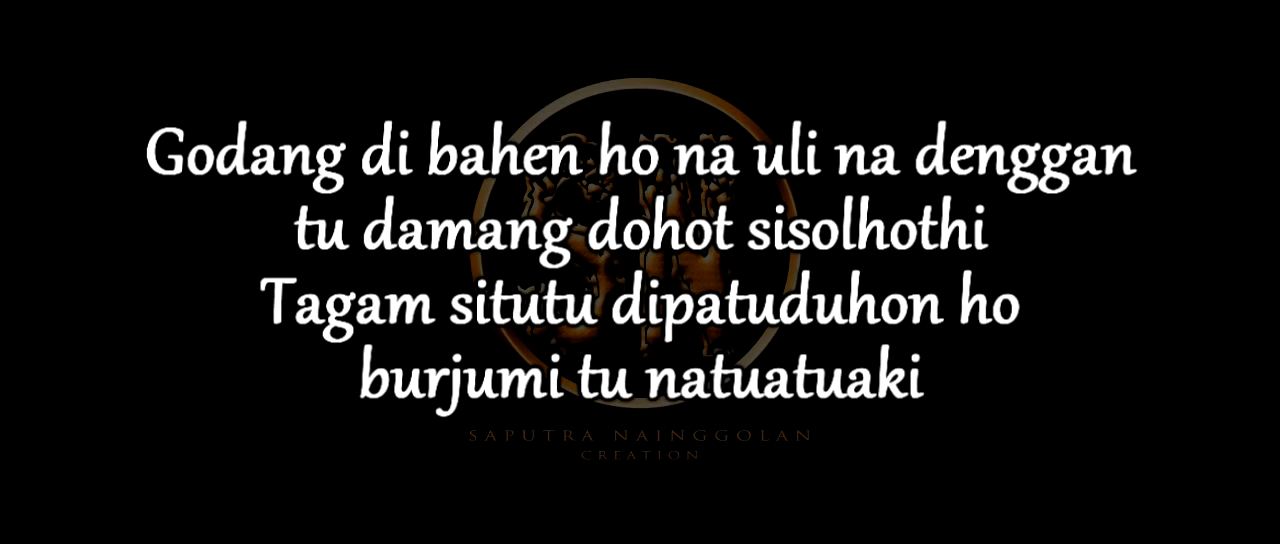 Godang di bahen ho na uli na denggan
tu damang dohot sisolhothi
Tagam situtu dipatuduhon ho
burjumi tu natuatuaki
SAPUTRA NAINGGOLAN
CREATION